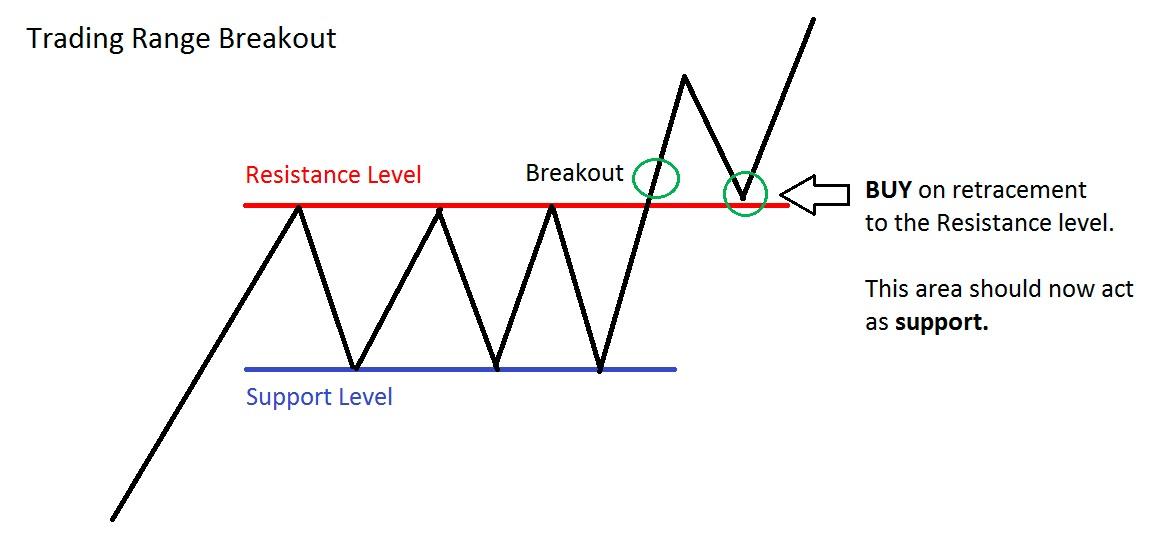 Trading Range Breakout
Resistance Level
Breakout
BUY on retracement
to the Resistance level.
This area should now act
as support.
Support Level